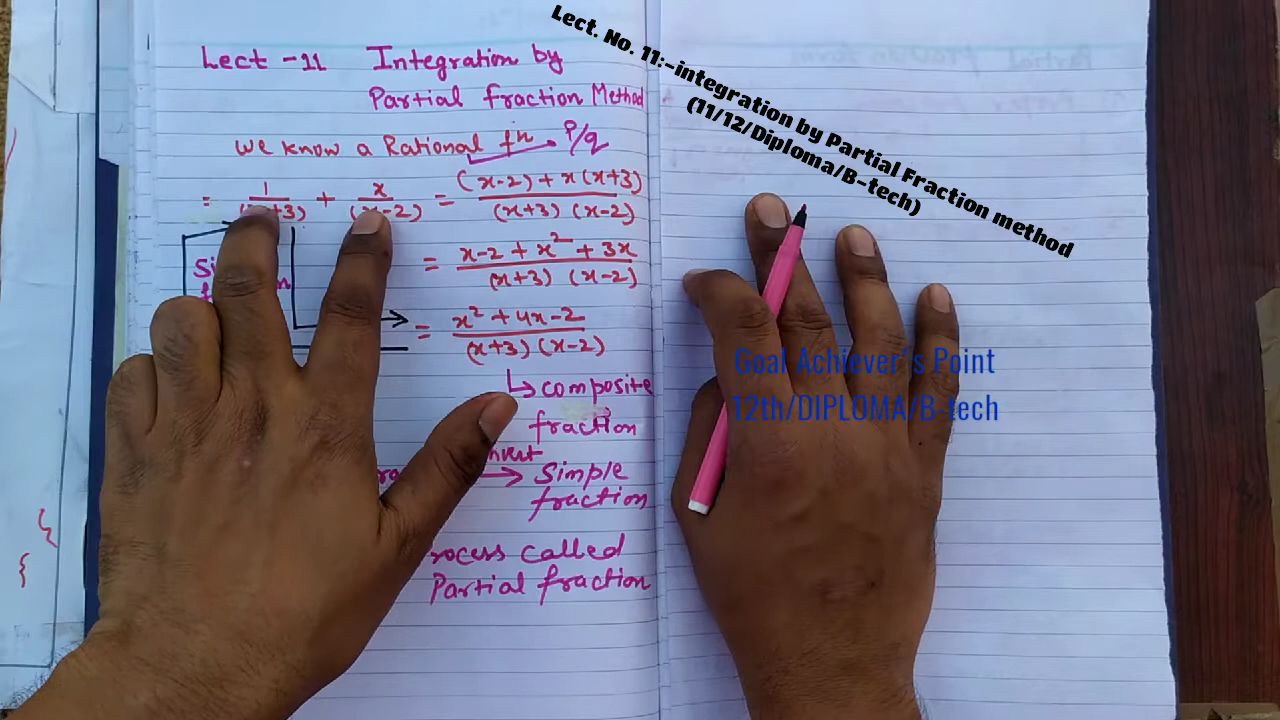 Lect. No. 11:-integration by Partial Fraction method
(11/12/Diploma/B-tech)
Lect -11 Integration by
Partial fraction Method
we know a Rational fn → P/q
= 1/(x+3) + x/(x-2) = (x-2) + x(x+3)/(x+3) (x-2)
= x-2 + x² + 3x/(x+3) (x-2)
= x² + 4x-2/(x+3) (x-2)
Goal Achiever's Point
12th/DIPLOMA/B-tech
↳ composite
fraction
→ Simple
fraction
called
Partial fraction